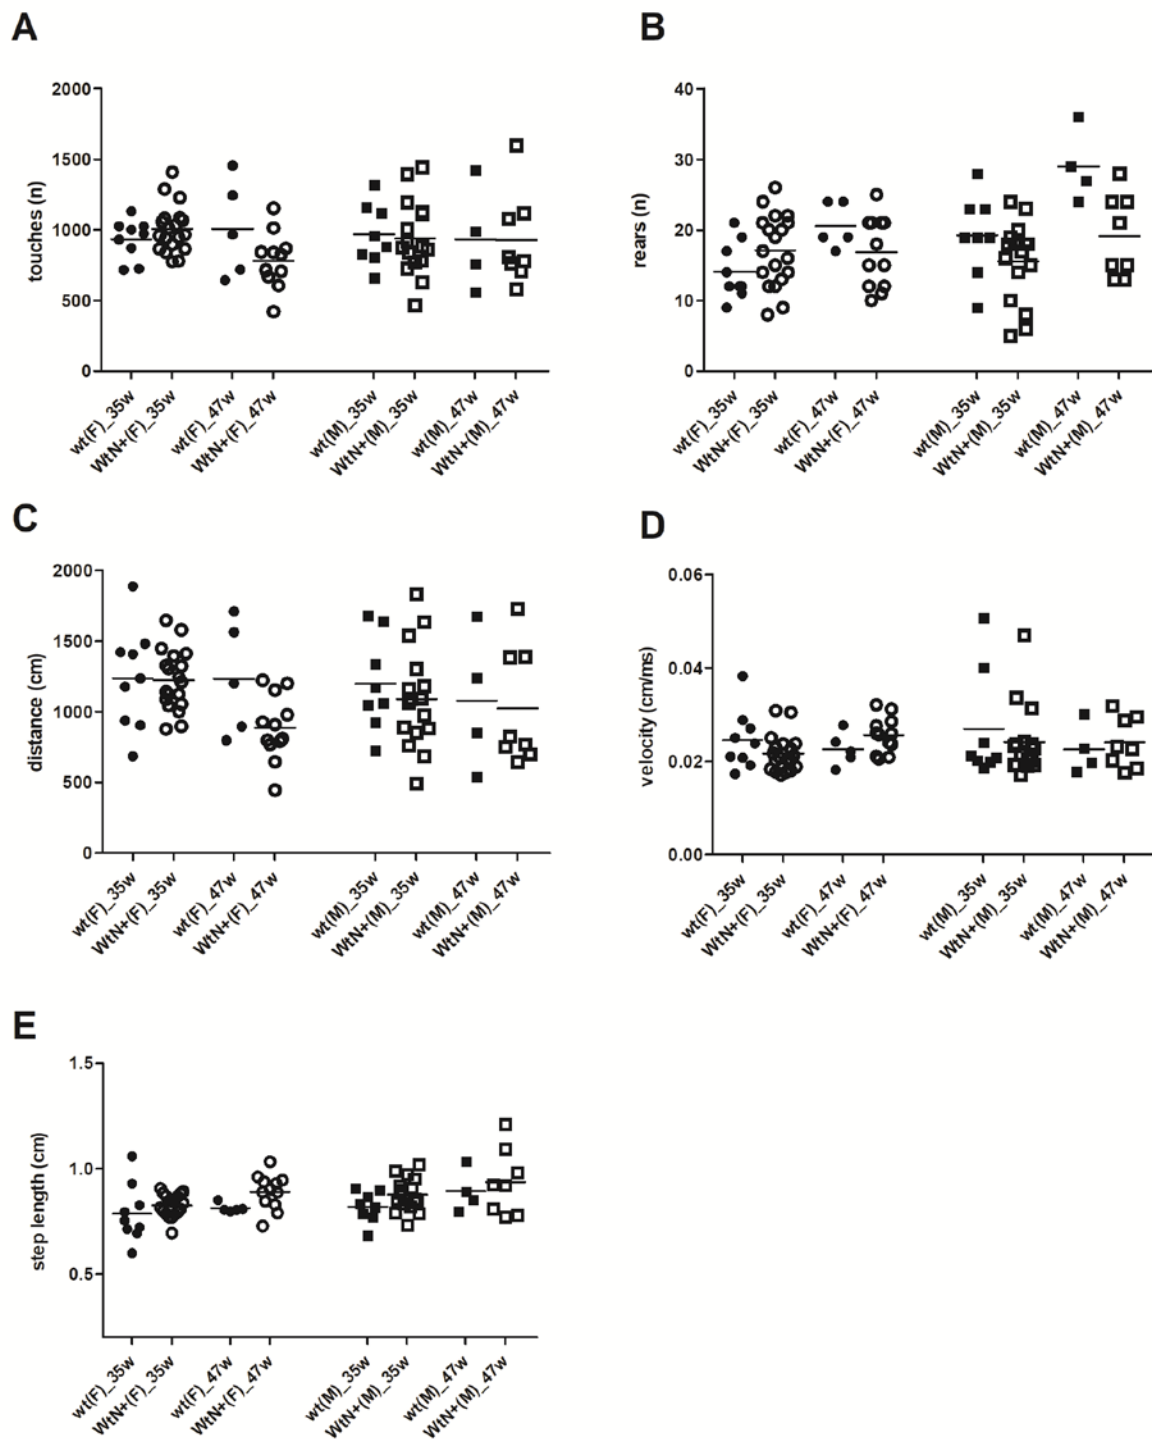 A
touches (n)
2000
1500
1000
500
0
wt(F)_35w
WtN+(F)_35w
wt(F)_47w
WtN+(F)_47w
wt(M)_35w
WtN+(M)_35w
wt(M)_47w
WtN+(M)_47w
B
rears (n)
40
30
20
10
0
wt(F)_35w
WtN+(F)_35w
wt(F)_47w
WtN+(F)_47w
wt(M)_35w
WtN+(M)_35w
wt(M)_47w
WtN+(M)_47w
C
distance (cm)
2000
1500
1000
500
0
wt(F)_35w
WtN+(F)_35w
wt(F)_47w
WtN+(F)_47w
wt(M)_35w
WtN+(M)_35w
wt(M)_47w
WtN+(M)_47w
D
velocity (cm/ms)
0.06
0.04
0.02
0.00
wt(F)_35w
WtN+(F)_35w
wt(F)_47w
WtN+(F)_47w
wt(M)_35w
WtN+(M)_35w
wt(M)_47w
WtN+(M)_47w
E
step length (cm)
1.5
1.0
0.5
wt(F)_35w
WtN+(F)_35w
wt(F)_47w
WtN+(F)_47w
wt(M)_35w
WtN+(M)_35w
wt(M)_47w
WtN+(M)_47w